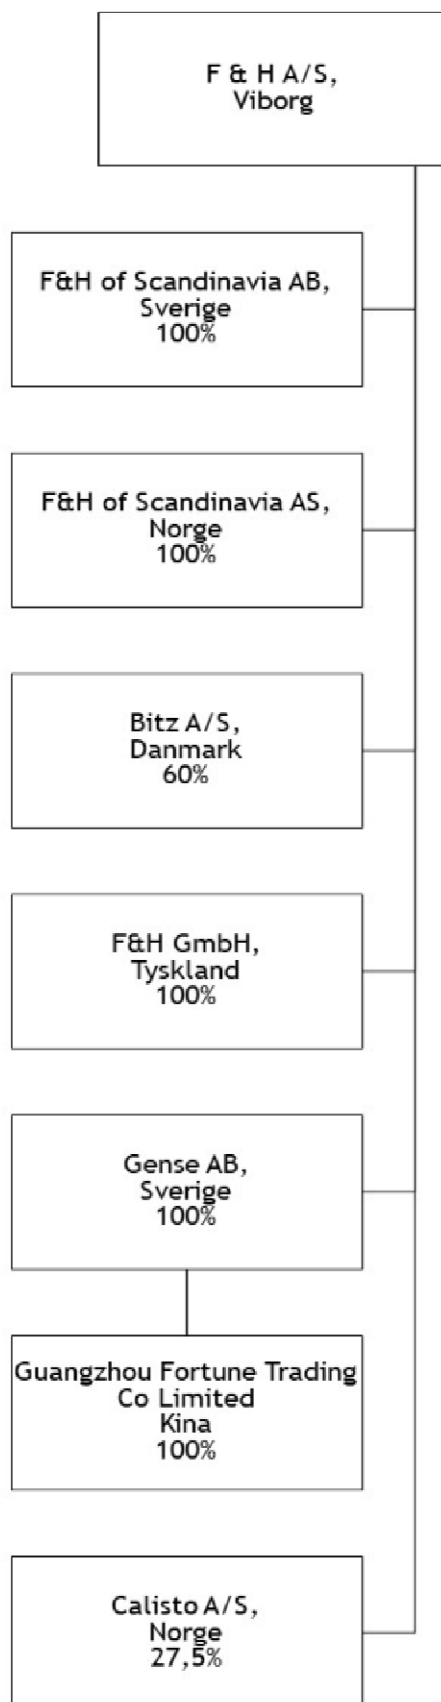 F & H A/S,
Viborg
F&H of Scandinavia AB,
Sverige
100%
F&H of Scandinavia AS,
Norge
100%
Bitz A/S,
Danmark
60%
F&H GmbH,
Tyskland
100%
Gense AB,
Sverige
100%
Guangzhou Fortune Trading
Co Limited
Kina
100%
Calisto A/S,
Norge
27,5%